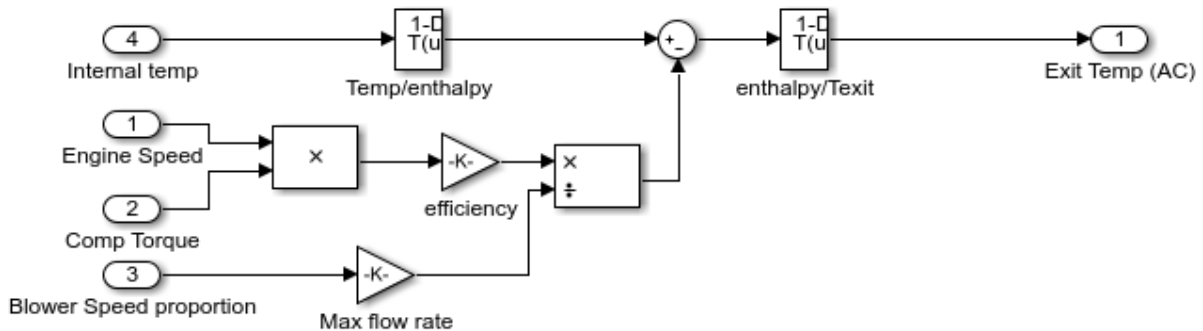 4
Internal temp
1-D
T(u
Temp/enthalpy
+
-
1-D
T(u
enthalpy/Texit
1
Exit Temp (AC)
1
Engine Speed
2
Comp Torque
×
-K-
efficiency
×
÷
3
Blower Speed proportion
-K-
Max flow rate